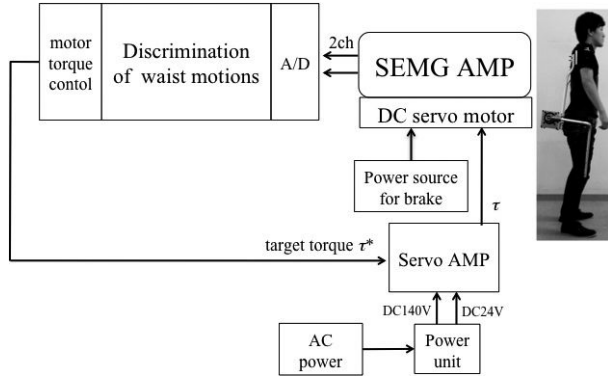 motor
torque
contol
Discrimination
of waist motions
A/D
2ch
SEMG AMP
DC servo motor
Power source
for brake
τ
target torque τ*
Servo AMP
DC140V
DC24V
AC
power
Power
unit